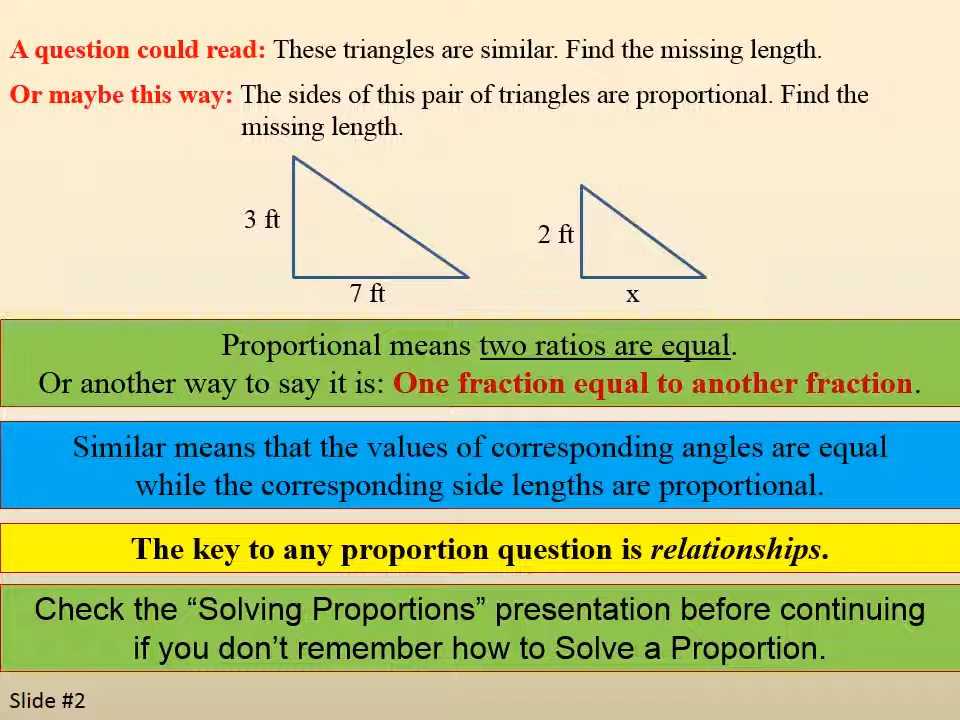 A question could read: These triangles are similar. Find the missing length.
Or maybe this way: The sides of this pair of triangles are proportional. Find the
missing length.
3 ft
2 ft
7 ft
x
Proportional means two ratios are equal.
Or another way to say it is: One fraction equal to another fraction.
Similar means that the values of corresponding angles are equal
while the corresponding side lengths are proportional.
The key to any proportion question is relationships.
Check the “Solving Proportions” presentation before continuing
if you don’t remember how to Solve a Proportion.
Slide #2